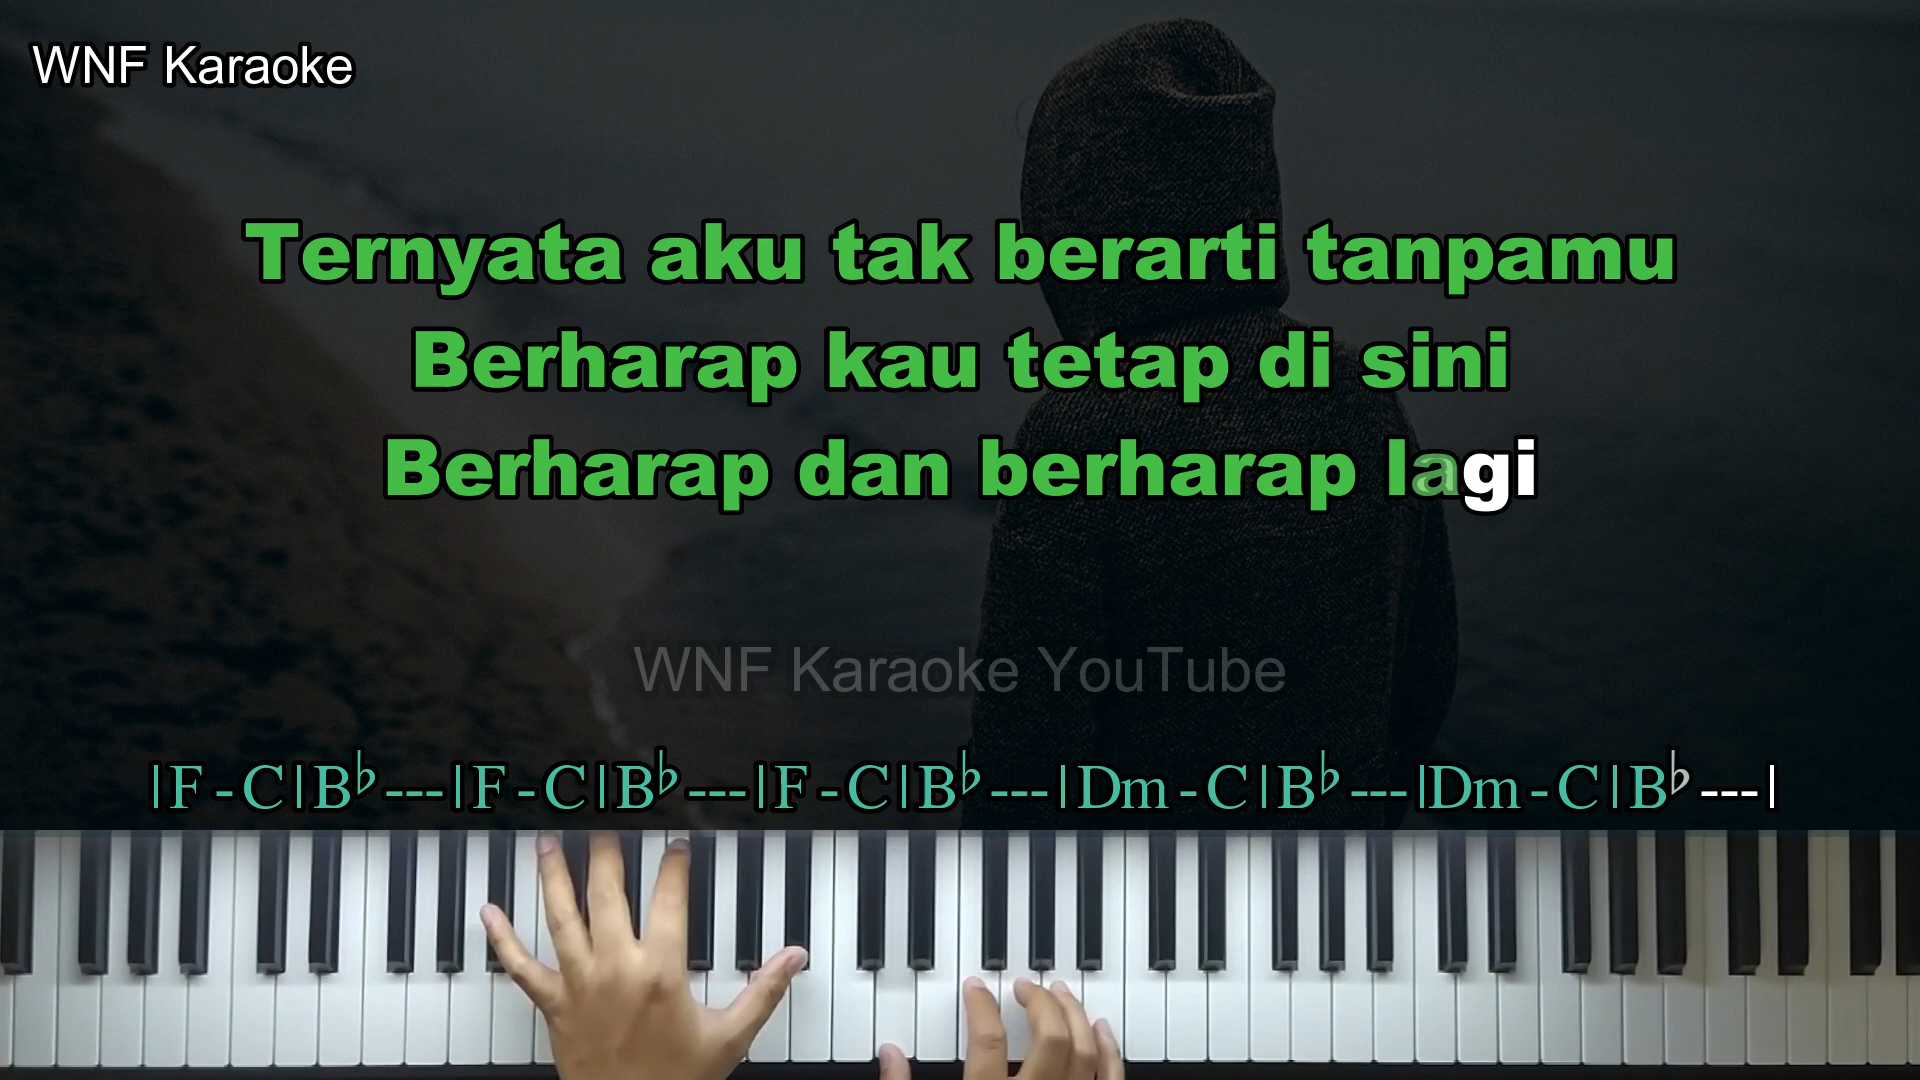 WNF Karaoke
Ternyata aku tak berarti tanpamu
Berharap kau tetap di sini
Berharap dan berharap lagi
WNF Karaoke YouTube
|F-C|B♭---|F-C|B♭---|F-C|B♭---|Dm-C|B♭---|Dm-C|B♭---|